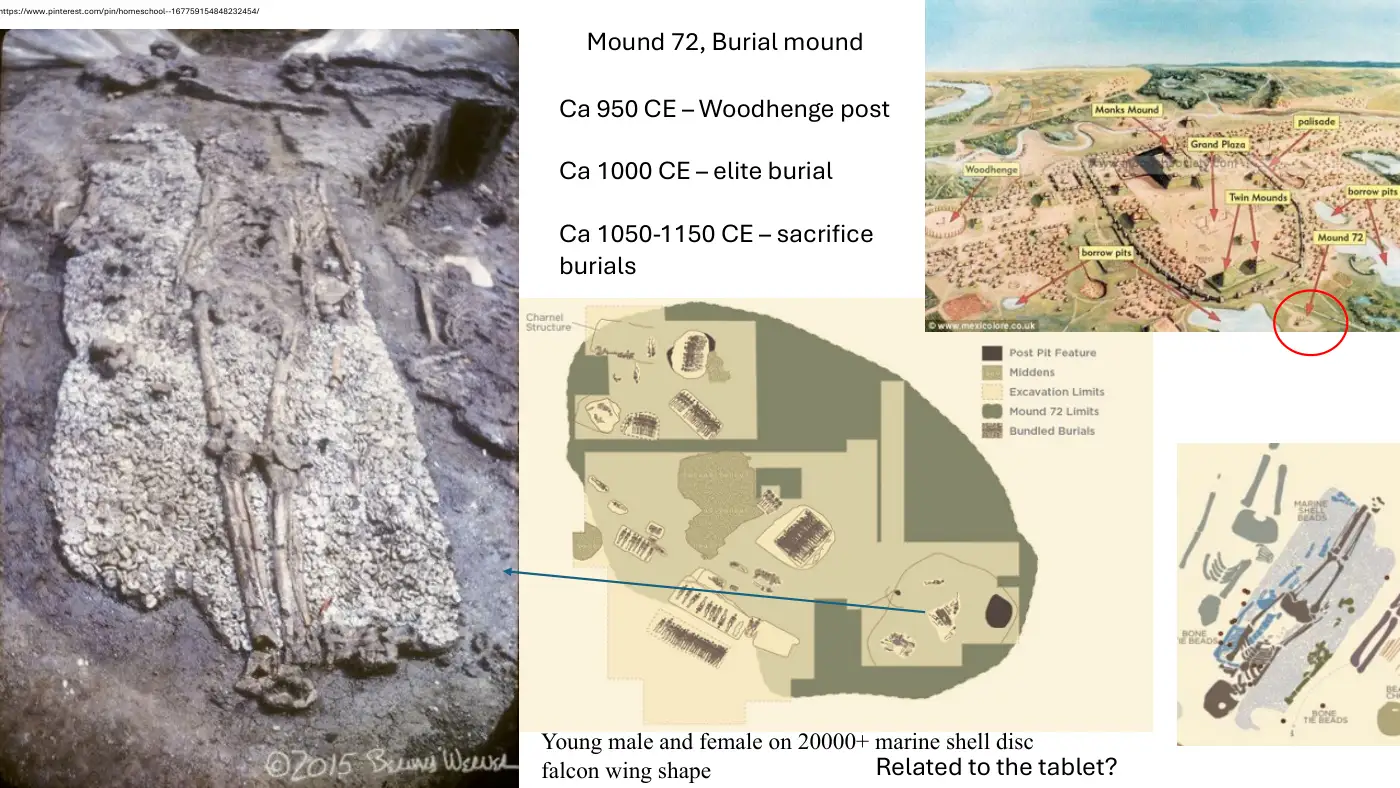 https://www.pinterest.com/pin/homeschool--167759154848232454/
Mound 72, Burial mound
Ca 950 CE – Woodhenge post
Ca 1000 CE – elite burial
Ca 1050-1150 CE – sacrifice
burials
Monks Mound
palisade
Grand Plaza
Woodhenge
Twin Mounds
borrow pits
Mound 72
borrow pits
© www.mexicolore.co.uk
Charnel
Structure
Post Pit Feature
Middens
Excavation Limits
Mound 72 Limits
Bundled Burials
MARINE
SHELL
BEADS
BONE
TIE BEADS
BONE
TIE BEADS
©2015
Young male and female on 20000+ marine shell disc
falcon wing shape
Related to the tablet?